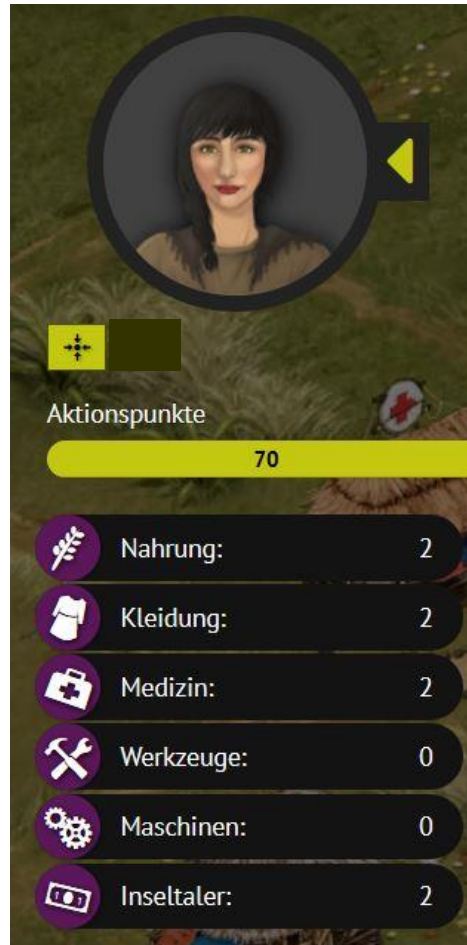 Aktionspunkte
70
Nahrung: 2
Kleidung: 2
Medizin: 2
Werkzeuge: 0
Maschinen: 0
Inseltaler: 2